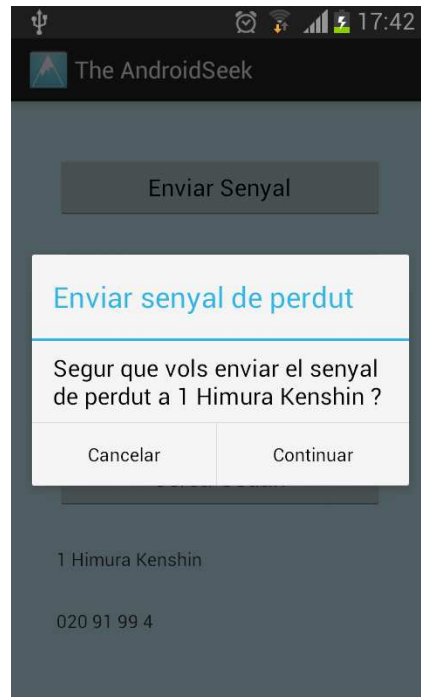 17:42
The AndroidSeek
Enviar Senyal
Enviar senyal de perdut
Segur que vols enviar el senyal
de perdut a 1 Himura Kenshin ?
Cancelar
Continuar
1 Himura Kenshin
020 91 99 4